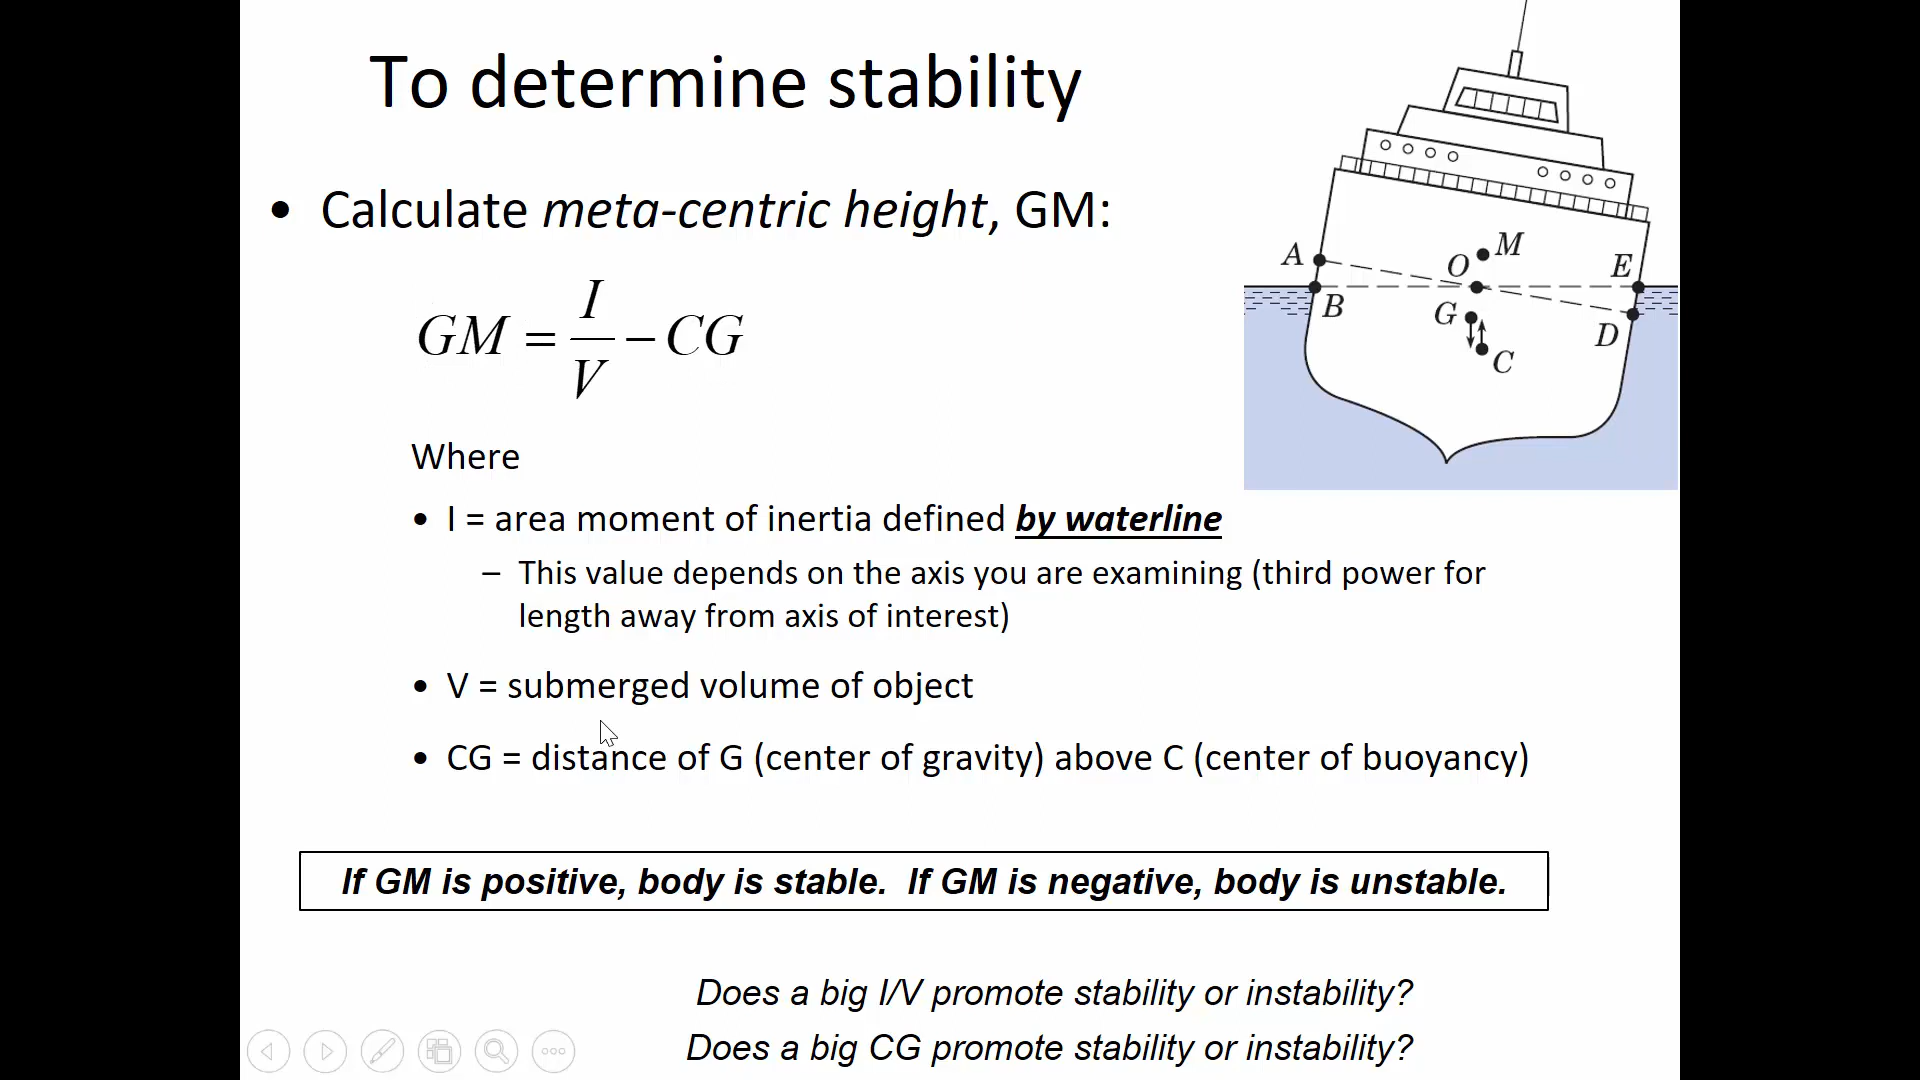 To determine stability
• Calculate meta-centric height, GM:
GM = I/V − CG
M
A
O
E
B
G
D
C
Where
• I = area moment of inertia defined by waterline
– This value depends on the axis you are examining (third power for
length away from axis of interest)
• V = submerged volume of object
• CG = distance of G (center of gravity) above C (center of buoyancy)
If GM is positive, body is stable. If GM is negative, body is unstable.
Does a big I/V promote stability or instability?
Does a big CG promote stability or instability?